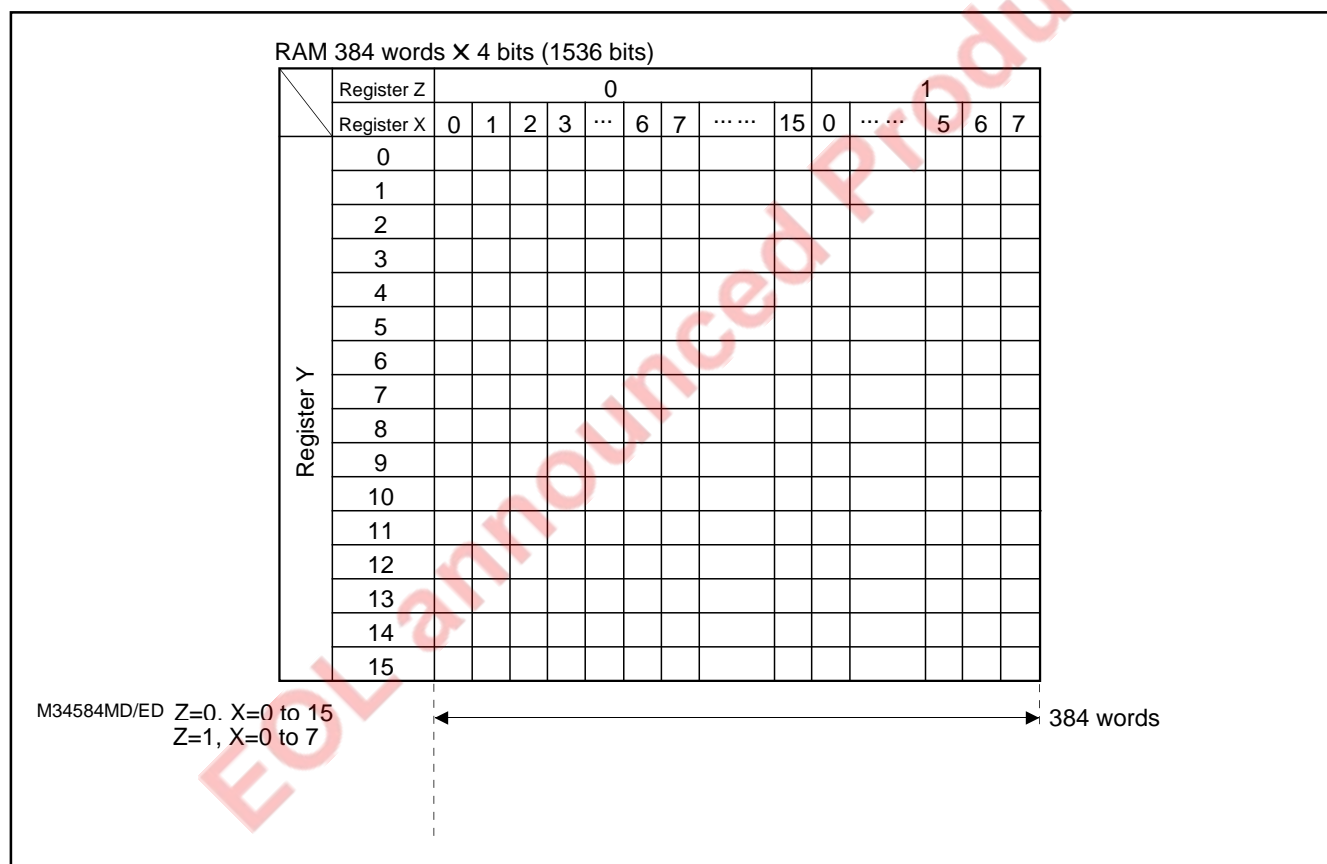 RAM 384 words X 4 bits (1536 bits)
Register Z 0 1
Register X 0 1 2 3 ... 6 7 ... ... 15 0 ... ... 5 6 7
Register Y
0
1
2
3
4
5
6
7
8
9
10
11
12
13
14
15
M34584MD/ED Z=0, X=0 to 15
Z=1, X=0 to 7
384 words
EOL announced Produ